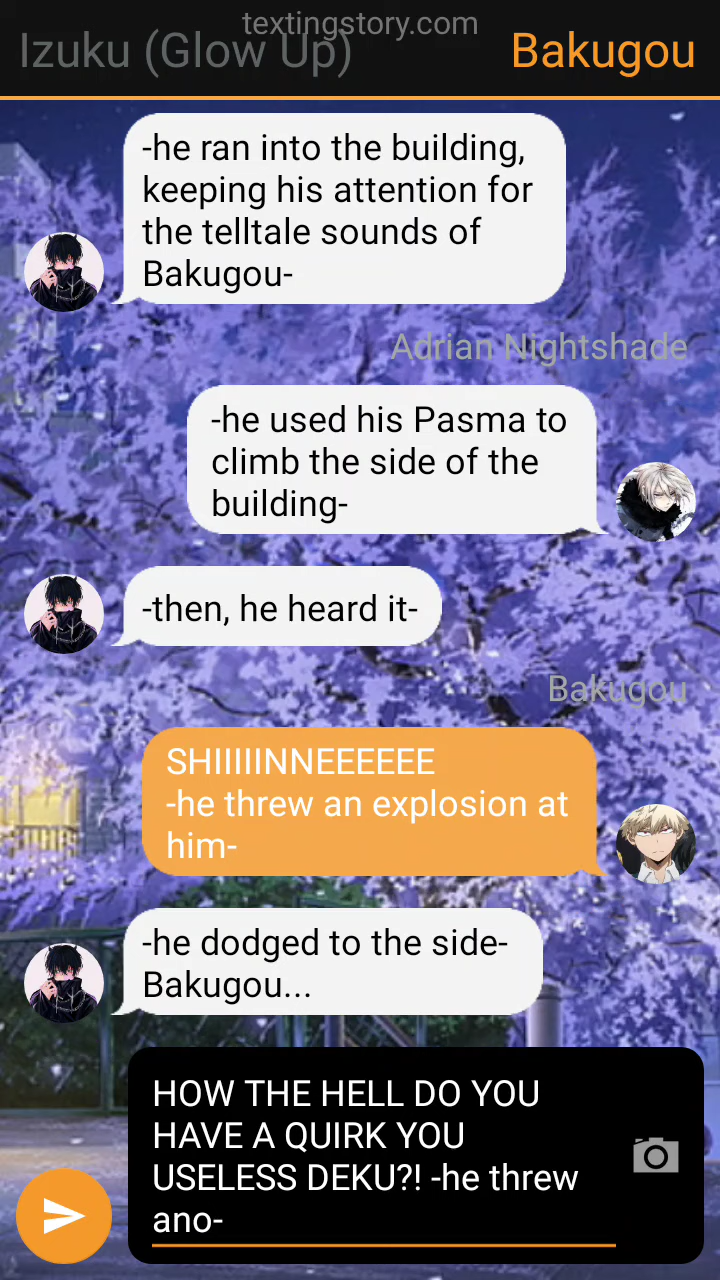 textingstory.com
Izuku (Glow Up)
Bakugou
-he ran into the building,
keeping his attention for
the telltale sounds of
Bakugou-
Adrian Nightshade
-he used his Pasma to
climb the side of the
building-
-then, he heard it-
Bakugou
SHIIIIINNEEEEEE
-he threw an explosion at
him-
-he dodged to the side-
Bakugou...
HOW THE HELL DO YOU
HAVE A QUIRK YOU
USELESS DEKU?! -he threw
ano-